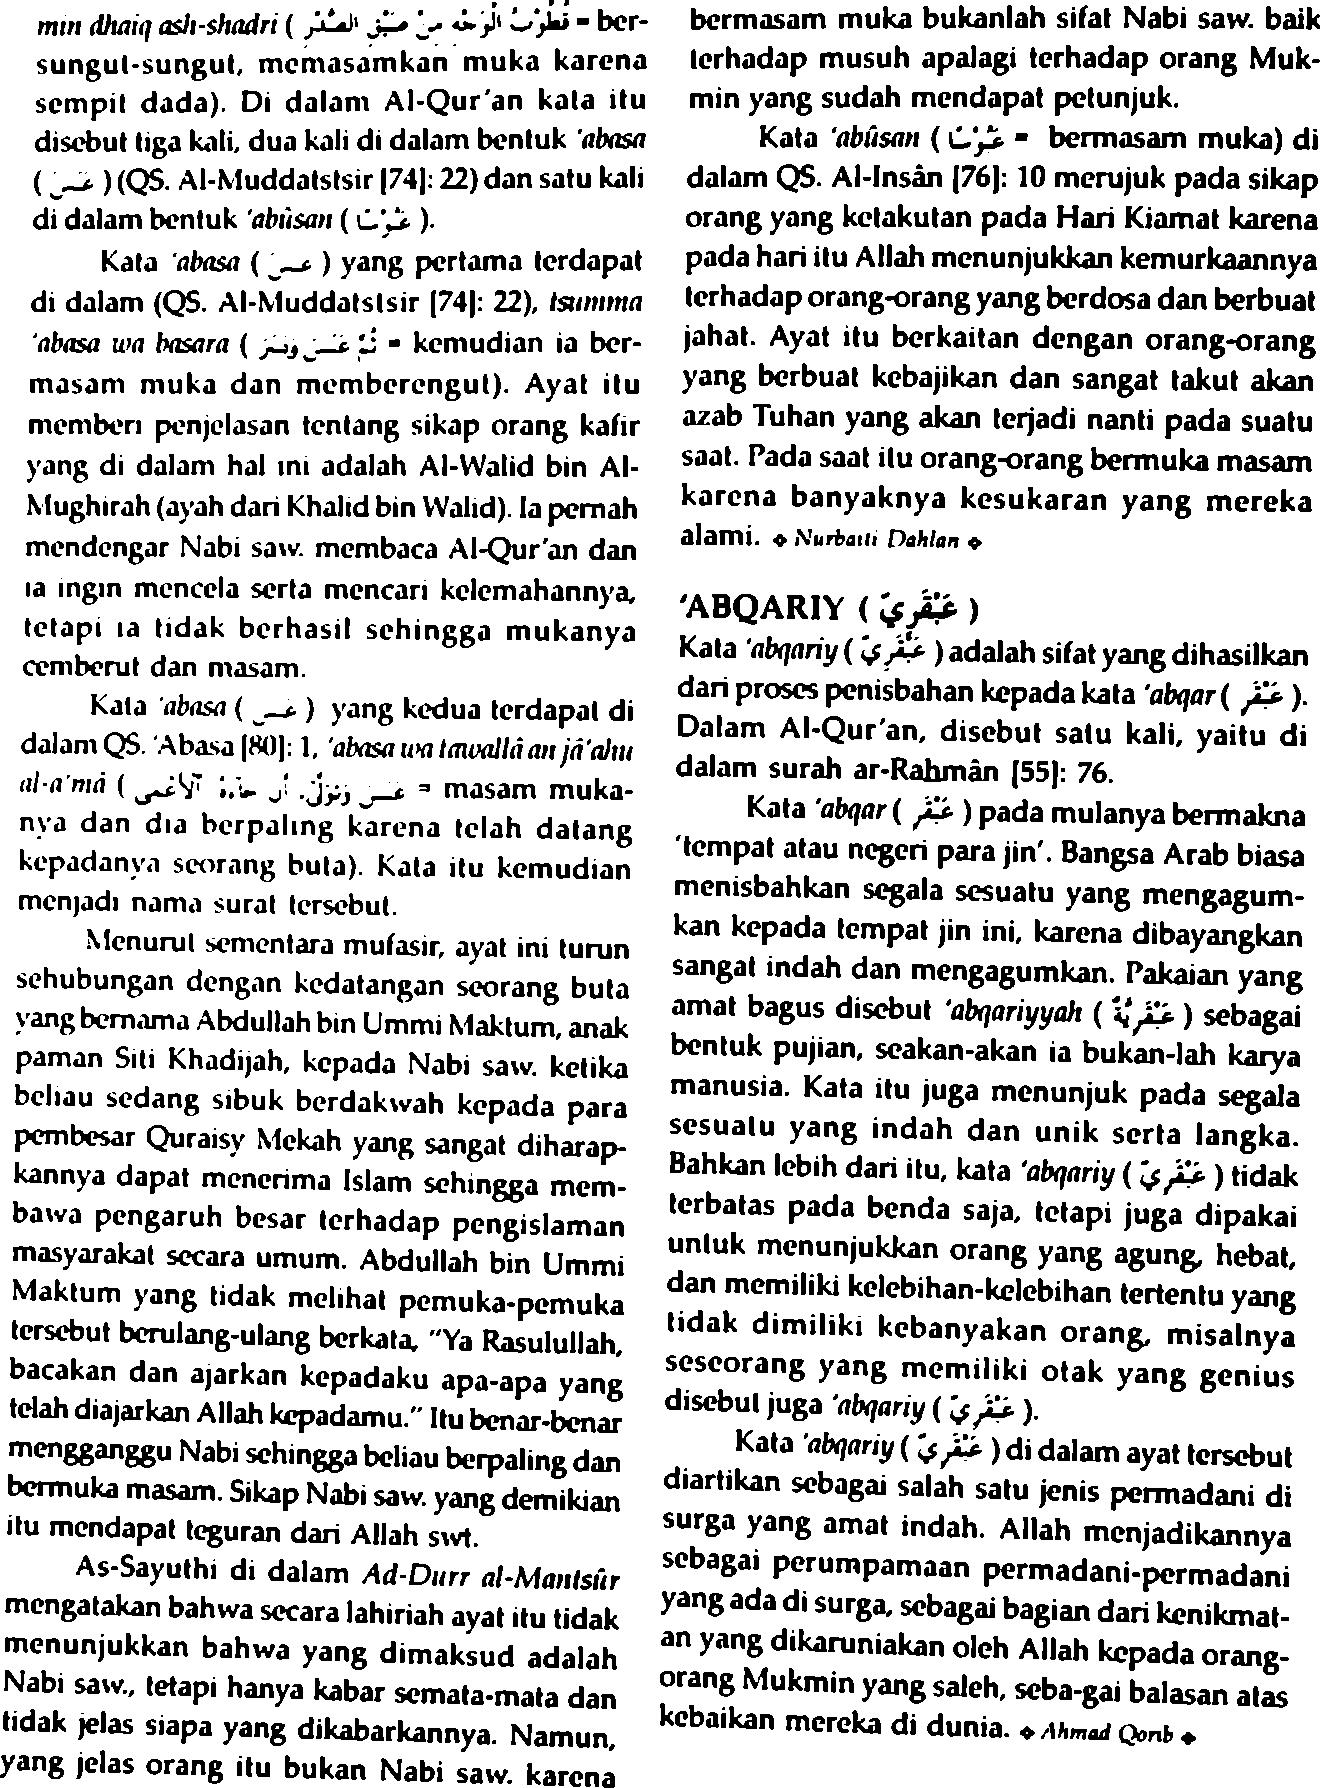 min dhaiq ash-shadri ( قُطُوْبُ الْوَجْهِ مِنْ ضِيْقِ الصَّدْرِ = ber-
sungut-sungut, memasamkan muka karena
sempit dada). Di dalam Al-Qur'an kata itu
disebut tiga kali, dua kali di dalam bentuk 'abasa
( عَبَسَ ) (QS. Al-Muddatstsir [74]: 22) dan satu kali
di dalam bentuk 'abûsan ( عَبُوْسًا ).
Kata 'abasa ( عَبَسَ ) yang pertama terdapat
di dalam (QS. Al-Muddatstsir [74]: 22), tsumma
'abasa wa basara ( ثُمَّ عَبَسَ وَبَسَرَ = kemudian ia ber-
masam muka dan memberengut). Ayat itu
memberi penjelasan tentang sikap orang kafir
yang di dalam hal ini adalah Al-Walid bin Al-
Mughirah (ayah dari Khalid bin Walid). Ia pernah
mendengar Nabi saw. membaca Al-Qur'an dan
ia ingin mencela serta mencari kelemahannya,
tetapi ia tidak berhasil sehingga mukanya
cemberut dan masam.
Kata 'abasa ( عَبَسَ ) yang kedua terdapat di
dalam QS. 'Abasa [80]: 1, 'abasa wa tawallâ an jâ'ahu
al-a'mâ ( عَبَسَ وَتَوَلَّى. أَنْ جَاءَهُ الْأَعْمَى = masam muka-
nya dan dia berpaling karena telah datang
kepadanya seorang buta). Kata itu kemudian
menjadi nama surat tersebut.
Menurut sementara mufasir, ayat ini turun
sehubungan dengan kedatangan seorang buta
yang bernama Abdullah bin Ummi Maktum, anak
paman Siti Khadijah, kepada Nabi saw. ketika
beliau sedang sibuk berdakwah kepada para
pembesar Quraisy Mekah yang sangat diharap-
kannya dapat menerima Islam sehingga mem-
bawa pengaruh besar terhadap pengislaman
masyarakat secara umum. Abdullah bin Ummi
Maktum yang tidak melihat pemuka-pemuka
tersebut berulang-ulang berkata, "Ya Rasulullah,
bacakan dan ajarkan kepadaku apa-apa yang
telah diajarkan Allah kepadamu." Itu benar-benar
mengganggu Nabi sehingga beliau berpaling dan
bermuka masam. Sikap Nabi saw. yang demikian
itu mendapat teguran dari Allah swt.
As-Sayuthi di dalam Ad-Durr al-Mantsûr
mengatakan bahwa secara lahiriah ayat itu tidak
menunjukkan bahwa yang dimaksud adalah
Nabi saw., tetapi hanya kabar semata-mata dan
tidak jelas siapa yang dikabarkannya. Namun,
yang jelas orang itu bukan Nabi saw. karena
bermasam muka bukanlah sifat Nabi saw. baik
terhadap musuh apalagi terhadap orang Muk-
min yang sudah mendapat petunjuk.
Kata 'abûsan ( عَبُوْسًا = bermasam muka) di
dalam QS. Al-Insân [76]: 10 merujuk pada sikap
orang yang ketakutan pada Hari Kiamat karena
pada hari itu Allah menunjukkan kemurkaannya
terhadap orang-orang yang berdosa dan berbuat
jahat. Ayat itu berkaitan dengan orang-orang
yang berbuat kebajikan dan sangat takut akan
azab Tuhan yang akan terjadi nanti pada suatu
saat. Pada saat itu orang-orang bermuka masam
karena banyaknya kesukaran yang mereka
alami. ◆ Nurbaiti Dahlan ◆
'ABQARIY ( عَبْقَرِيّ )
Kata 'abqariy ( عَبْقَرِيّ ) adalah sifat yang dihasilkan
dari proses penisbahan kepada kata 'abqar ( عَبْقَر ).
Dalam Al-Qur'an, disebut satu kali, yaitu di
dalam surah ar-Rahmân [55]: 76.
Kata 'abqar ( عَبْقَر ) pada mulanya bermakna
'tempat atau negeri para jin'. Bangsa Arab biasa
menisbahkan segala sesuatu yang mengagum-
kan kepada tempat jin ini, karena dibayangkan
sangat indah dan mengagumkan. Pakaian yang
amat bagus disebut 'abqariyyah ( عَبْقَرِيَّة ) sebagai
bentuk pujian, seakan-akan ia bukan-lah karya
manusia. Kata itu juga menunjuk pada segala
sesuatu yang indah dan unik serta langka.
Bahkan lebih dari itu, kata 'abqariy ( عَبْقَرِيّ ) tidak
terbatas pada benda saja, tetapi juga dipakai
untuk menunjukkan orang yang agung, hebat,
dan memiliki kelebihan-kelebihan tertentu yang
tidak dimiliki kebanyakan orang, misalnya
seseorang yang memiliki otak yang genius
disebut juga 'abqariy ( عَبْقَرِيّ ).
Kata 'abqariy ( عَبْقَرِيّ ) di dalam ayat tersebut
diartikan sebagai salah satu jenis permadani di
surga yang amat indah. Allah menjadikannya
sebagai perumpamaan permadani-permadani
yang ada di surga, sebagai bagian dari kenikmat-
an yang dikaruniakan oleh Allah kepada orang-
orang Mukmin yang saleh, seba-gai balasan atas
kebaikan mereka di dunia. ◆ Ahmad Qorib ◆